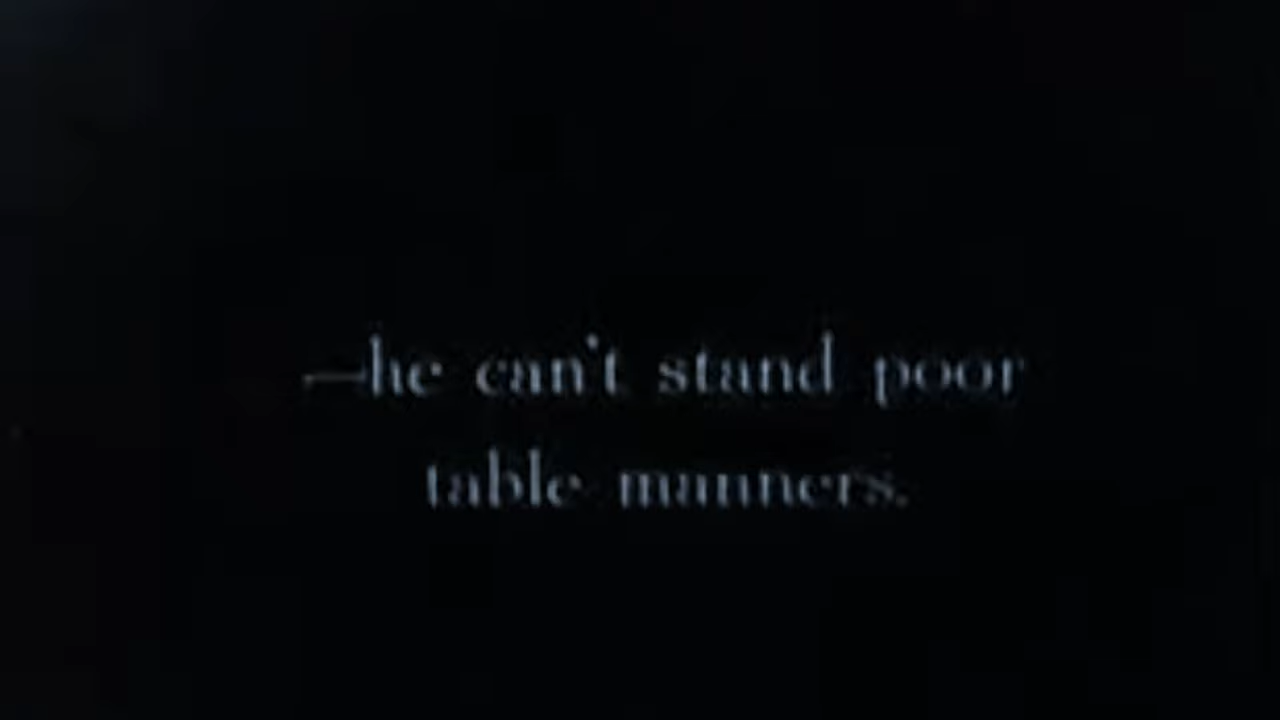 —he can't stand poor
table manners.